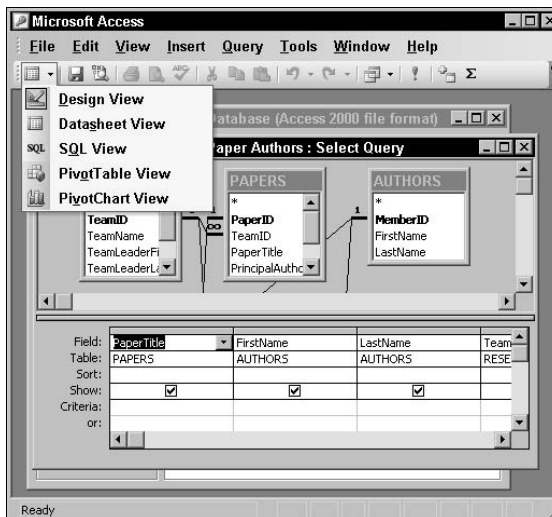 Microsoft Access
File Edit View Insert Query Tools Window Help
Design View
Datasheet View
SQL SQL View
PivotTable View
PivotChart View
Database (Access 2000 file format)
Paper Authors : Select Query
TeamID
TeamName
TeamLeaderFi
TeamLeaderLa
PAPERS
*
PaperID
TeamID
PaperTitle
PrincipalAuthc
AUTHORS
*
MemberID
FirstName
LastName
1 1
∞
1
Field: PaperTitle FirstName LastName Team
Table: PAPERS AUTHORS AUTHORS RESE
Sort:
Show:
Criteria:
or:
Ready